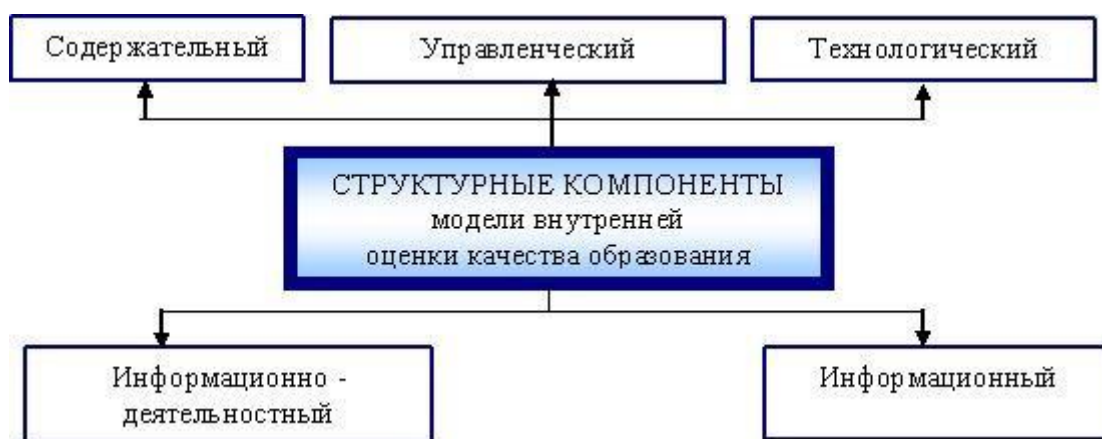 Содержательный
Управленческий
Технологический
СТРУКТУРНЫЕ КОМПОНЕНТЫ
модели внутренней
оценки качества образования
Информационно -
деятельностный
Информационный